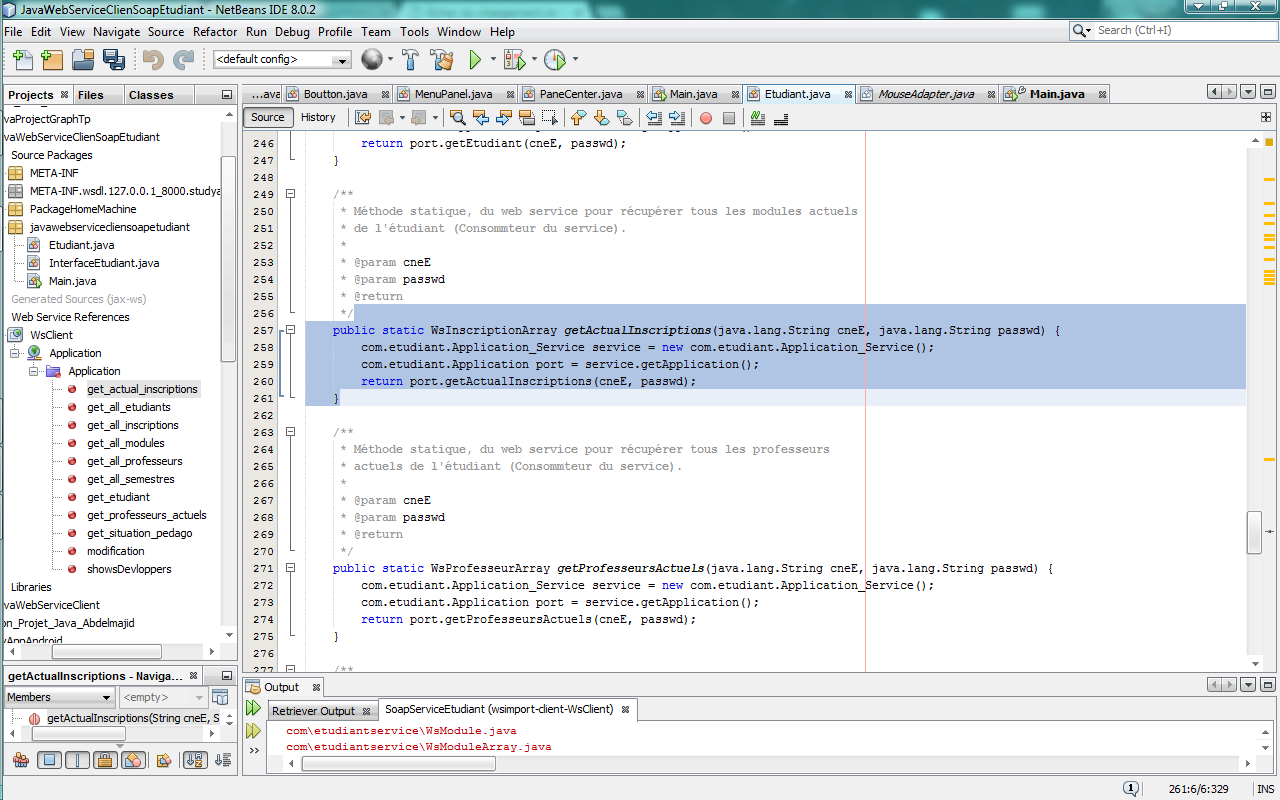 JavaWebServiceClienSoapEtudiant - NetBeans IDE 8.0.2
File Edit View Navigate Source Refactor Run Debug Profile Team Tools Window Help
Search (Ctrl+I)
<default config>
Projects Files Classes
...ava Boutton.java MenuPanel.java PaneCenter.java Main.java Etudiant.java MouseAdapter.java Main.java
Source History
vaProjectGraphTp
vaWebServiceClienSoapEtudiant
Source Packages
META-INF
META-INF.wsdl.127.0.0.1_8000.studya
PackageHomeMachine
javawebservicecliensoapetudiant
Etudiant.java
InterfaceEtudiant.java
Main.java
Generated Sources (jax-ws)
Web Service References
WsClient
Application
Application
get_actual_inscriptions
get_all_etudiants
get_all_inscriptions
get_all_modules
get_all_professeurs
get_all_semestres
get_etudiant
get_professeurs_actuels
get_situation_pedago
modification
showsDevloppers
Libraries
vaWebServiceClient
on_Projet_Java_Abdelmajid
246 return port.getEtudiant(cneE, passwd);
247 }
248
249 /**
250 * Méthode statique, du web service pour récupérer tous les modules actuels
251 * de l'étudiant (Consommteur du service).
252 *
253 * @param cneE
254 * @param passwd
255 * @return
256 */
257 public static WsInscriptionArray getActualInscriptions(java.lang.String cneE, java.lang.String passwd) {
258 com.etudiant.Application_Service service = new com.etudiant.Application_Service();
259 com.etudiant.Application port = service.getApplication();
260 return port.getActualInscriptions(cneE, passwd);
261 }
262
263 /**
264 * Méthode statique, du web service pour récupérer tous les professeurs
265 * actuels de l'étudiant (Consommteur du service).
266 *
267 * @param cneE
268 * @param passwd
269 * @return
270 */
271 public static WsProfesseurArray getProfesseursActuels(java.lang.String cneE, java.lang.String passwd) {
272 com.etudiant.Application_Service service = new com.etudiant.Application_Service();
273 com.etudiant.Application port = service.getApplication();
274 return port.getProfesseursActuels(cneE, passwd);
275 }
276
277 /**
getActualInscriptions - Naviga...
Members <empty>
getActualInscriptions(String cneE, S
Output
Retriever Output SoapServiceEtudiant (wsimport-client-WsClient)
com\etudiantservice\WsModule.java
com\etudiantservice\WsModuleArray.java
1 261:6/6:329 INS